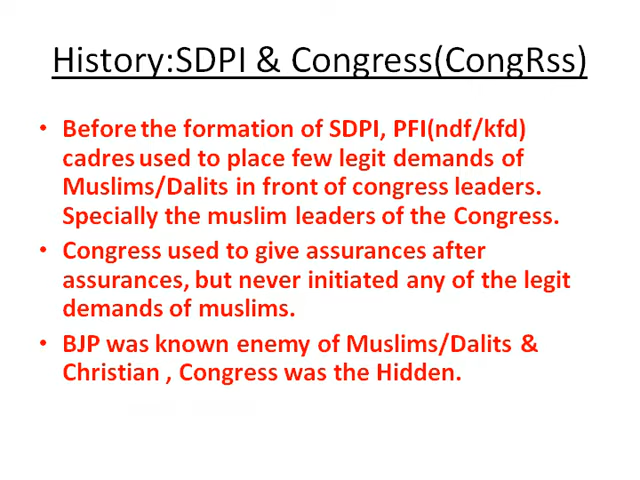 History:SDPI & Congress(CongRss)
• Before the formation of SDPI, PFI(ndf/kfd)
cadres used to place few legit demands of
Muslims/Dalits in front of congress leaders.
Specially the muslim leaders of the Congress.
• Congress used to give assurances after
assurances, but never initiated any of the legit
demands of muslims.
• BJP was known enemy of Muslims/Dalits &
Christian , Congress was the Hidden.